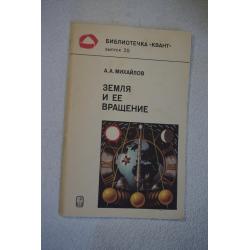 БИБЛИОТЕЧКА «КВАНТ»
выпуск 35
А.А.МИХАЙЛОВ
ЗЕМЛЯ
И ЕЕ
ВРАЩЕНИЕ